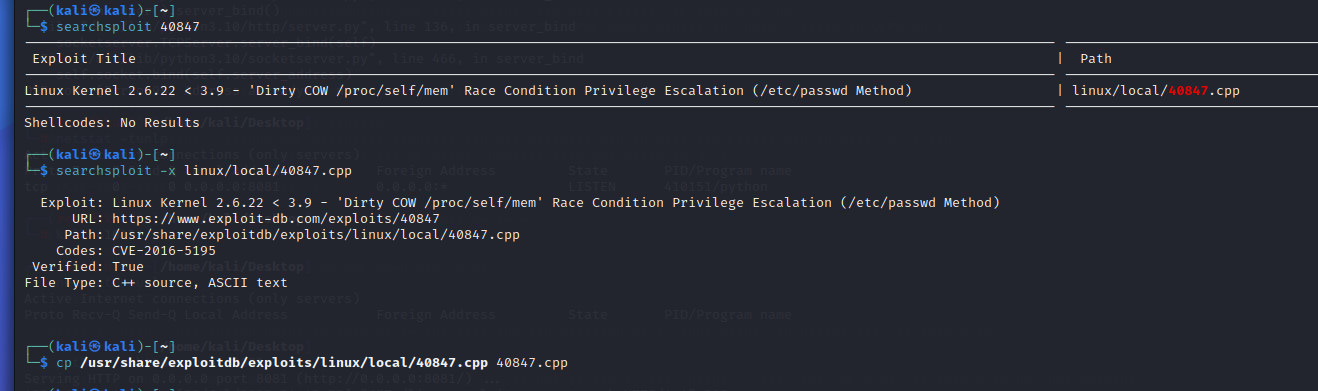 ┌──(kali㉿kali)-[~]
└─$ searchsploit 40847
Exploit Title | Path
Linux Kernel 2.6.22 < 3.9 - 'Dirty COW /proc/self/mem' Race Condition Privilege Escalation (/etc/passwd Method) | linux/local/40847.cpp
Shellcodes: No Results
┌──(kali㉿kali)-[~]
└─$ searchsploit -x linux/local/40847.cpp
Exploit: Linux Kernel 2.6.22 < 3.9 - 'Dirty COW /proc/self/mem' Race Condition Privilege Escalation (/etc/passwd Method)
URL: https://www.exploit-db.com/exploits/40847
Path: /usr/share/exploitdb/exploits/linux/local/40847.cpp
Codes: CVE-2016-5195
Verified: True
File Type: C++ source, ASCII text
┌──(kali㉿kali)-[~]
└─$ cp /usr/share/exploitdb/exploits/linux/local/40847.cpp 40847.cpp